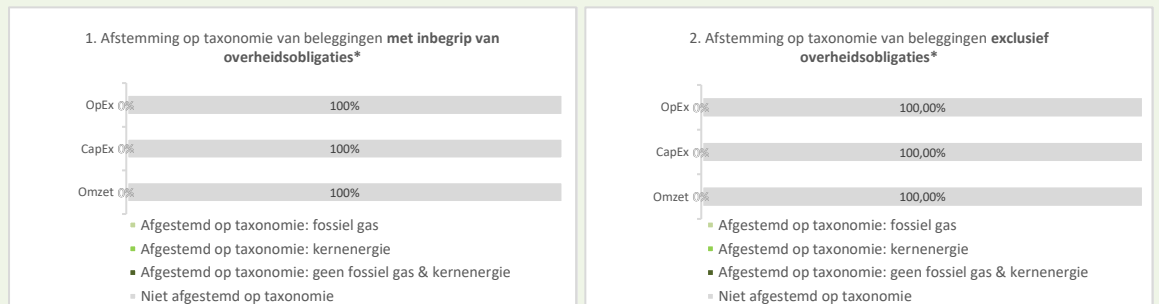 1. Afstemming op taxonomie van beleggingen met inbegrip van
overheidsobligaties*
OpEx 0% 100%
CapEx 0% 100%
Omzet 0% 100%
Afgestemd op taxonomie: fossiel gas
Afgestemd op taxonomie: kernenergie
Afgestemd op taxonomie: geen fossiel gas & kernenergie
Niet afgestemd op taxonomie
2. Afstemming op taxonomie van beleggingen exclusief
overheidsobligaties*
OpEx 0% 100,00%
CapEx 0% 100,00%
Omzet 0% 100,00%
Afgestemd op taxonomie: fossiel gas
Afgestemd op taxonomie: kernenergie
Afgestemd op taxonomie: geen fossiel gas & kernenergie
Niet afgestemd op taxonomie